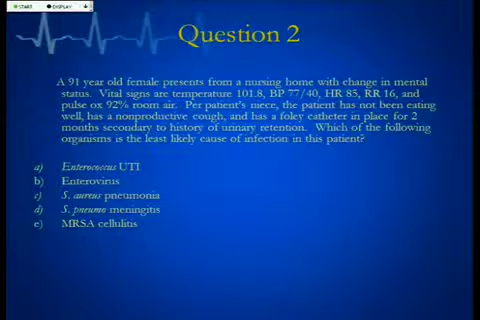 START DISPLAY
Question 2
A 91 year old female presents from a nursing home with change in mental
status. Vital signs are temperature 101.8, BP 77/40, HR 85, RR 16, and
pulse ox 92% room air. Per patient's niece, the patient has not been eating
well, has a nonproductive cough, and has a foley catheter in place for 2
months secondary to history of urinary retention. Which of the following
organisms is the least likely cause of infection in this patient?
a) Enterococcus UTI
b) Enterovirus
c) S. aureus pneumonia
d) S. pneumo meningitis
e) MRSA cellulitis